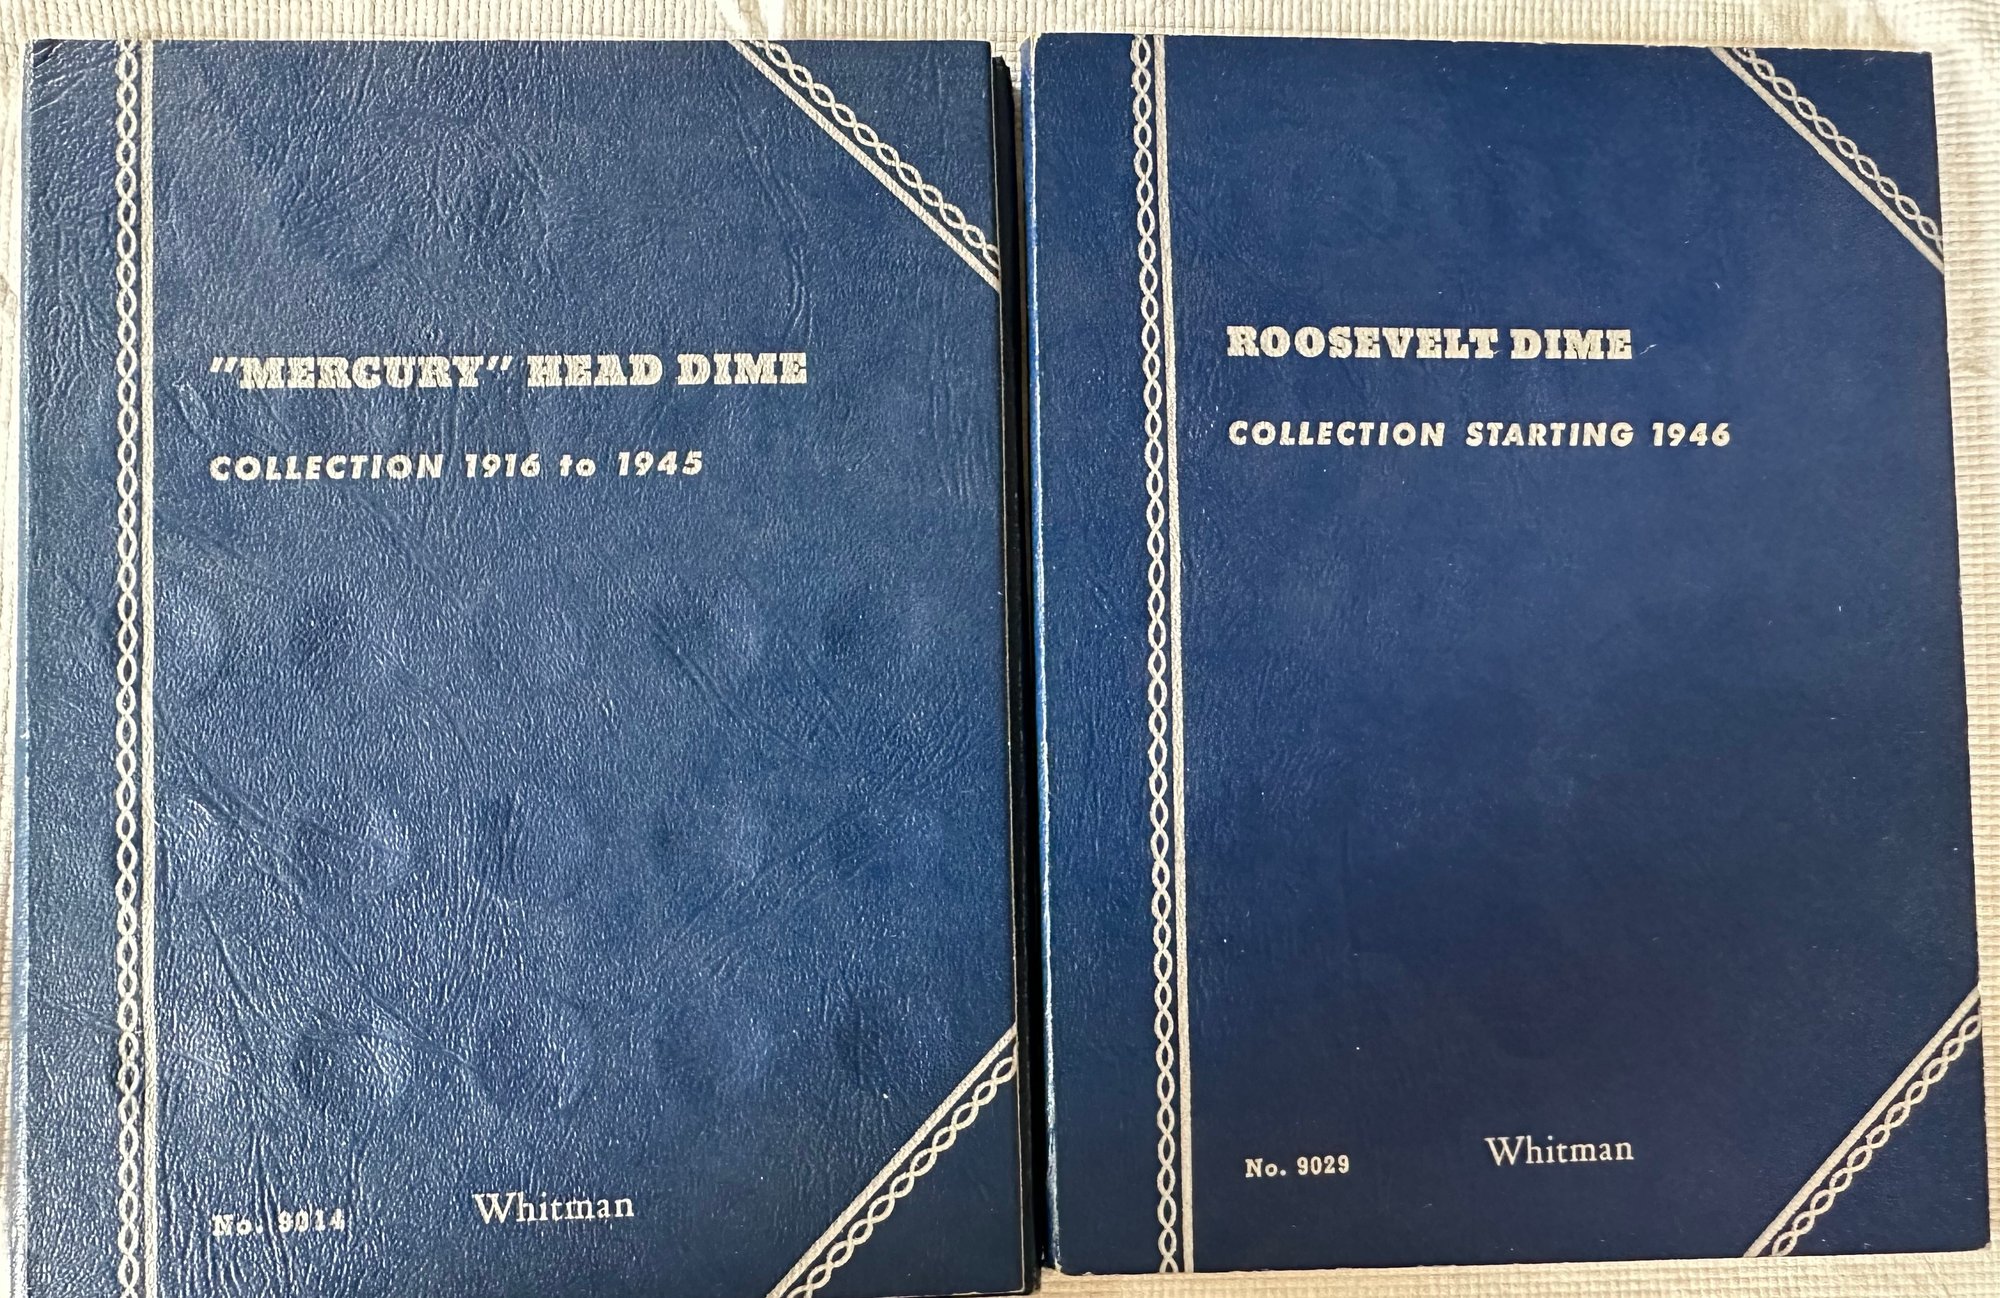 "MERCURY" HEAD DIME
COLLECTION 1916 to 1945
No. 9014
Whitman
ROOSEVELT DIME
COLLECTION STARTING 1946
No. 9029
Whitman